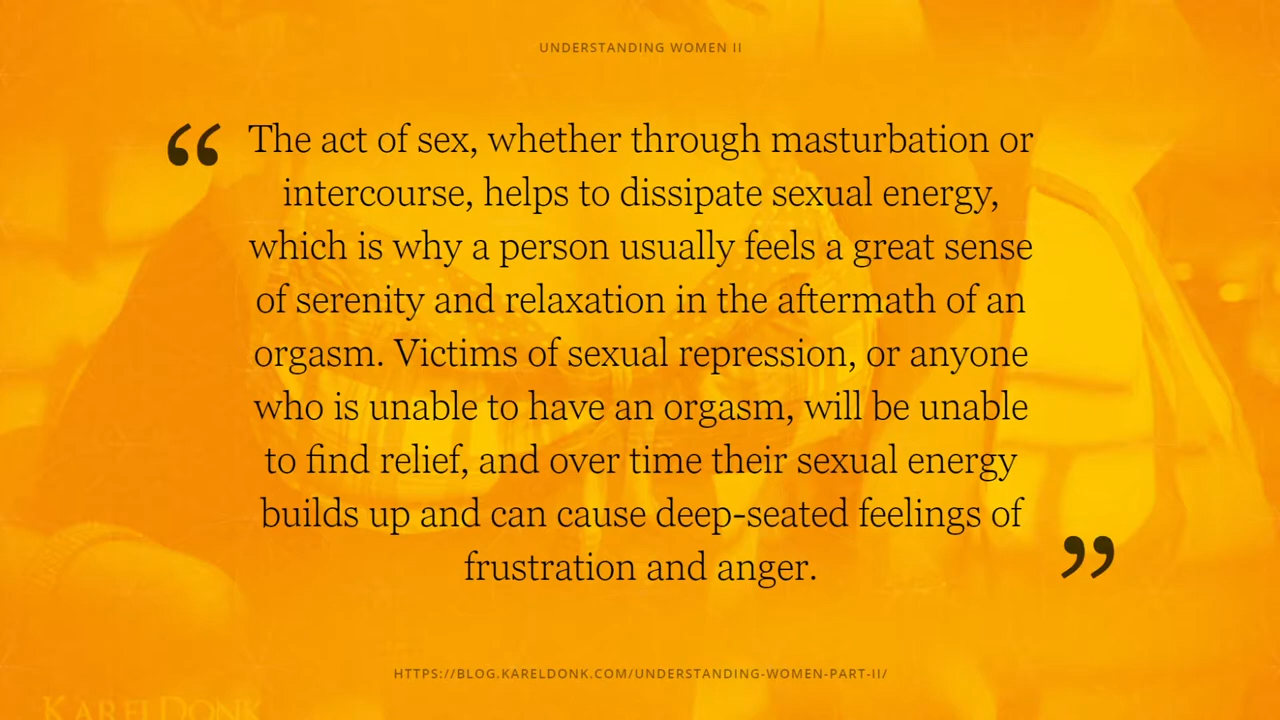 UNDERSTANDING WOMEN II
“ The act of sex, whether through masturbation or
intercourse, helps to dissipate sexual energy,
which is why a person usually feels a great sense
of serenity and relaxation in the aftermath of an
orgasm. Victims of sexual repression, or anyone
who is unable to have an orgasm, will be unable
to find relief, and over time their sexual energy
builds up and can cause deep-seated feelings of
frustration and anger. ”
HTTPS://BLOG.KARELDONK.COM/UNDERSTANDING-WOMEN-PART-II/
KARELDONK